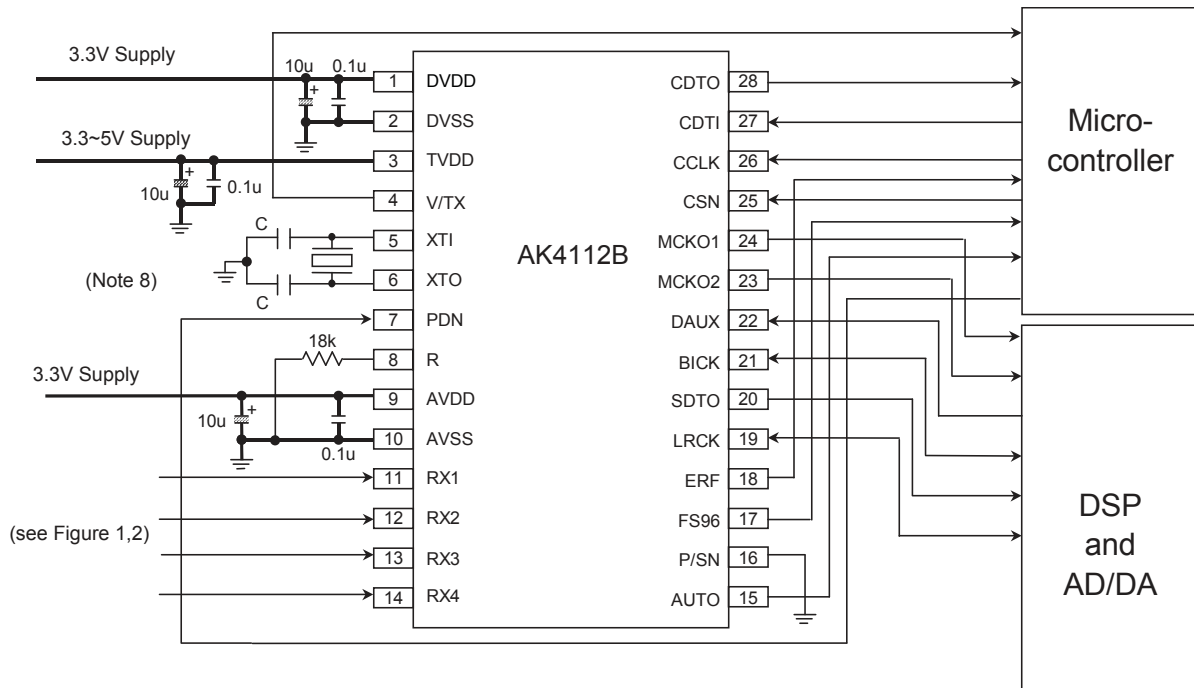 3.3V Supply
10u
0.1u
+
3.3~5V Supply
10u
+
0.1u
C
C
(Note 8)
18k
3.3V Supply
10u
+
0.1u
(see Figure 1,2)
AK4112B
1 DVDD
2 DVSS
3 TVDD
4 V/TX
5 XTI
6 XTO
7 PDN
8 R
9 AVDD
10 AVSS
11 RX1
12 RX2
13 RX3
14 RX4
CDTO 28
CDTI 27
CCLK 26
CSN 25
MCKO1 24
MCKO2 23
DAUX 22
BICK 21
SDTO 20
LRCK 19
ERF 18
FS96 17
P/SN 16
AUTO 15
Micro-
controller
DSP
and
AD/DA